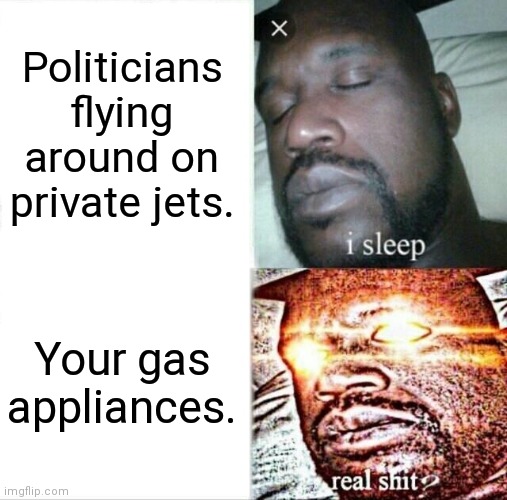 Politicians
flying
around on
private jets.
i sleep
Your gas
appliances.
real shit?
imgflip.com